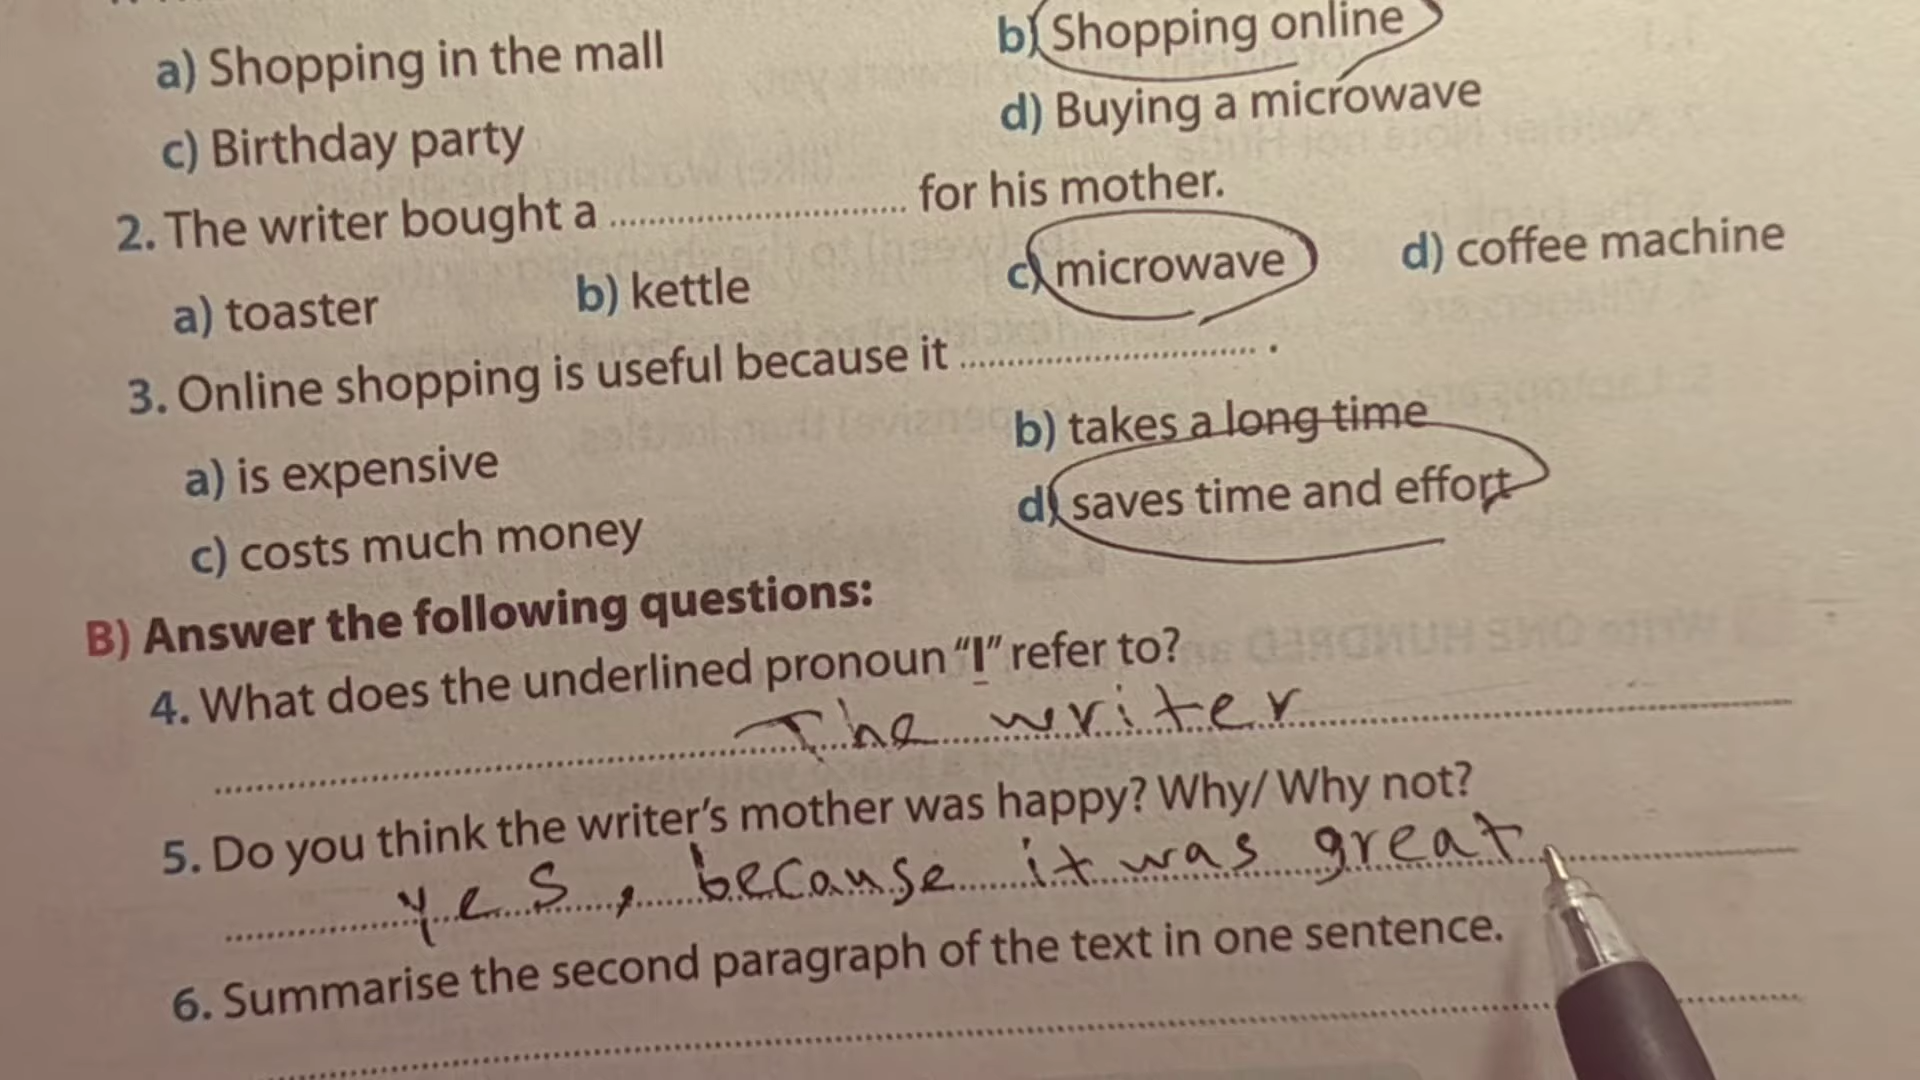 a) Shopping in the mall
b) Shopping online
c) Birthday party
d) Buying a microwave
2. The writer bought a .............................. for his mother.
a) toaster b) kettle c) microwave d) coffee machine
3. Online shopping is useful because it .............................. .
a) is expensive
b) takes a long time
c) costs much money
d) saves time and effort
B) Answer the following questions:
4. What does the underlined pronoun “I” refer to?
The writer
5. Do you think the writer’s mother was happy? Why/ Why not?
Yes, because it was great
6. Summarise the second paragraph of the text in one sentence.